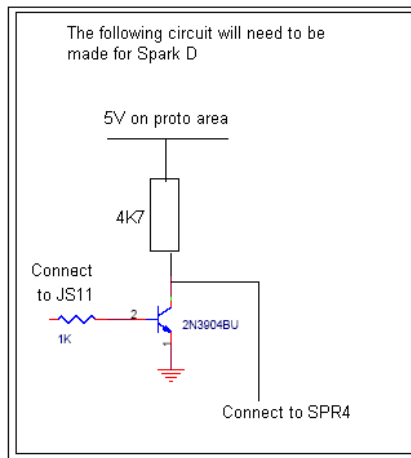 The following circuit will need to be
made for Spark D
5V on proto area
4K7
Connect
to JS11
2
2N3904BU
1K
1
Connect to SPR4